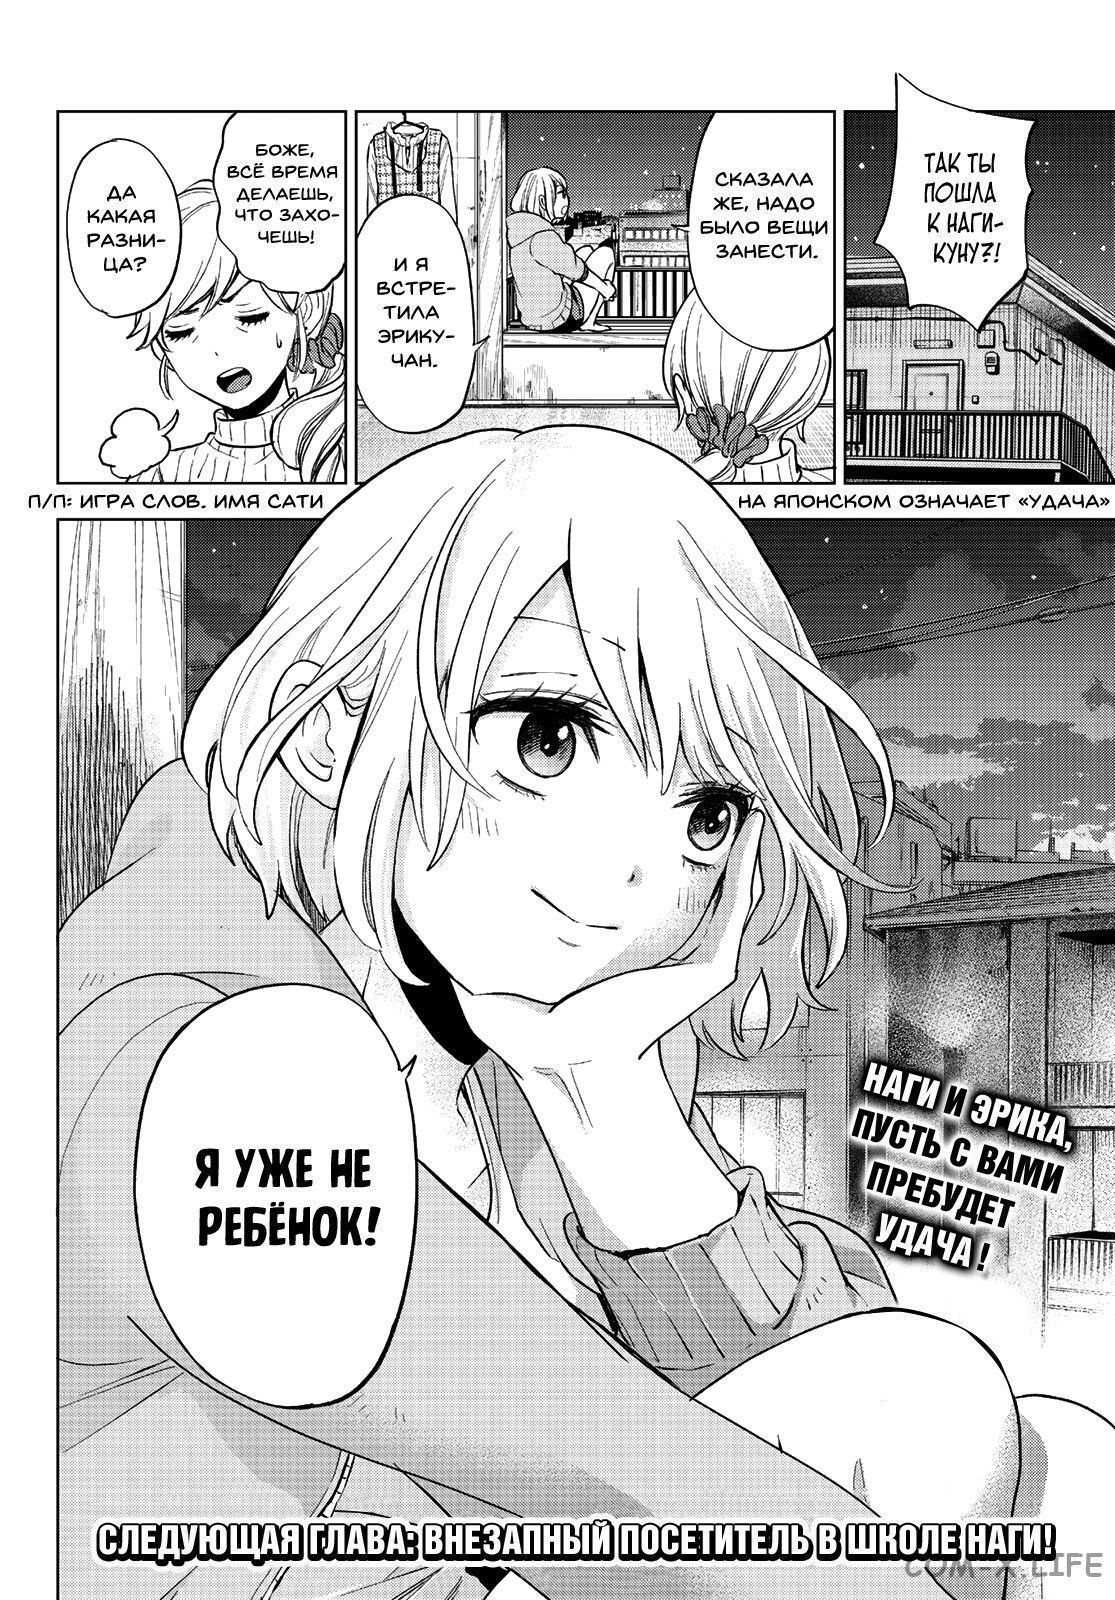 ТАК ТЫ
ПОШЛА
К НАГИ-
КУНУ?!
СКАЗАЛА
ЖЕ, НАДО
БЫЛО ВЕЩИ
ЗАНЕСТИ.
И Я
ВСТРЕ-
ТИЛА
ЭРИКУ-
ЧАН.
БОЖЕ,
ВСЁ ВРЕМЯ
ДЕЛАЕШЬ,
ЧТО ЗАХО-
ЧЕШЬ!
ДА
КАКАЯ
РАЗНИ-
ЦА?
П/П: ИГРА СЛОВ. ИМЯ САТИ НА ЯПОНСКОМ ОЗНАЧАЕТ «УДАЧА»
Я УЖЕ НЕ
РЕБЁНОК!
НАГИ И ЭРИКА,
ПУСТЬ С ВАМИ
ПРЕБУДЕТ
УДАЧА!
СЛЕДУЮЩАЯ ГЛАВА: ВНЕЗАПНЫЙ ПОСЕТИТЕЛЬ В ШКОЛЕ НАГИ!
COM-X.LIFE